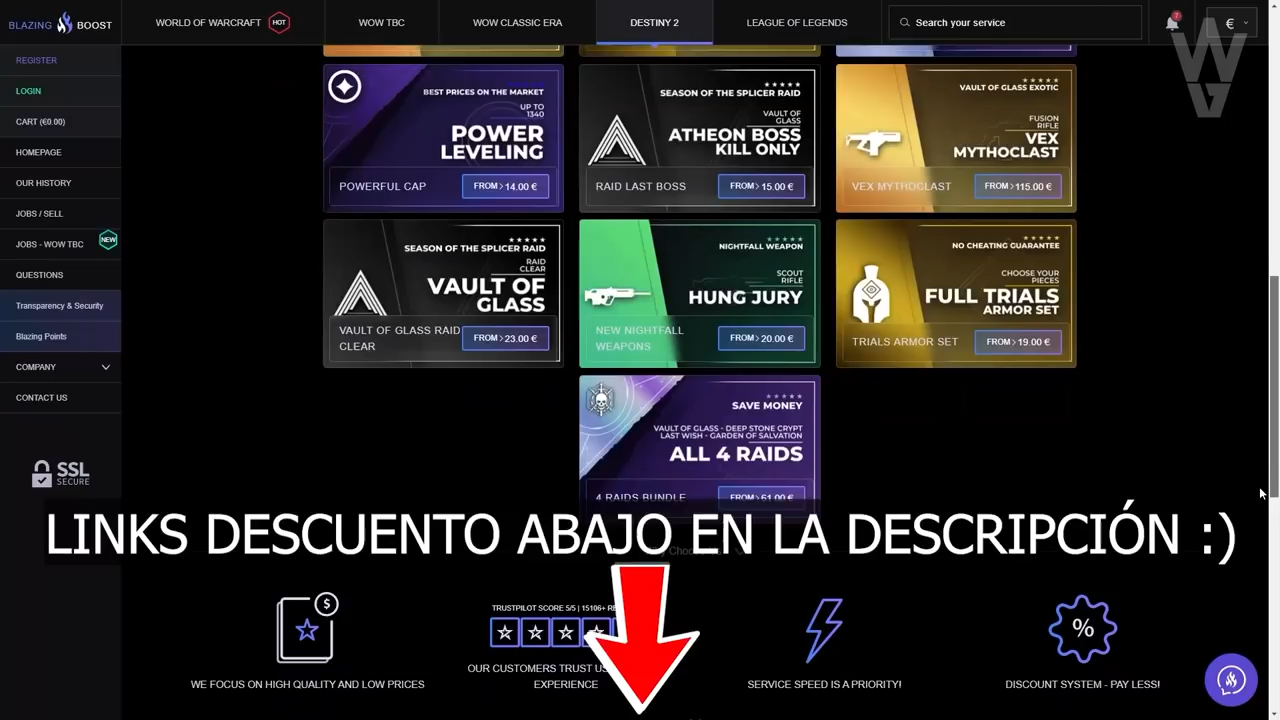 BLAZING BOOST
WORLD OF WARCRAFT HOT
WOW TBC
WOW CLASSIC ERA
DESTINY 2
LEAGUE OF LEGENDS
Search your service
7
€
W
REGISTER
LOGIN
CART (€0.00)
HOMEPAGE
OUR HISTORY
JOBS / SELL
JOBS - WOW TBC
NEW
QUESTIONS
Transparency & Security
Blazing Points
COMPANY
CONTACT US
SSL
SECURE
BEST PRICES ON THE MARKET
UP TO
1340
POWER
LEVELING
POWERFUL CAP
FROM > 14.00 €
SEASON OF THE SPLICER RAID
VAULT OF
GLASS
ATHEON BOSS
KILL ONLY
RAID LAST BOSS
FROM > 15.00 €
VAULT OF GLASS EXOTIC
FUSION
RIFLE
VEX
MYTHOCLAST
VEX MYTHOCLAST
FROM > 115.00 €
SEASON OF THE SPLICER RAID
RAID
CLEAR
VAULT OF
GLASS
VAULT OF GLASS RAID
CLEAR
FROM > 23.00 €
NIGHTFALL WEAPON
SCOUT
RIFLE
HUNG JURY
NEW NIGHTFALL
WEAPONS
FROM > 20.00 €
NO CHEATING GUARANTEE
CHOOSE YOUR
PIECES
FULL TRIALS
ARMOR SET
TRIALS ARMOR SET
FROM > 19.00 €
SAVE MONEY
VAULT OF GLASS - DEEP STONE CRYPT
LAST WISH - GARDEN OF SALVATION
ALL 4 RAIDS
4 RAIDS BUNDLE
FROM > 61.00 €
LINKS DESCUENTO ABAJO EN LA DESCRIPCIÓN :)
$
WE FOCUS ON HIGH QUALITY AND LOW PRICES
TRUSTPILOT SCORE 5/5 | 15106+
OUR CUSTOMERS TRUST
EXPERIENCE
SERVICE SPEED IS A PRIORITY!
%
DISCOUNT SYSTEM - PAY LESS!